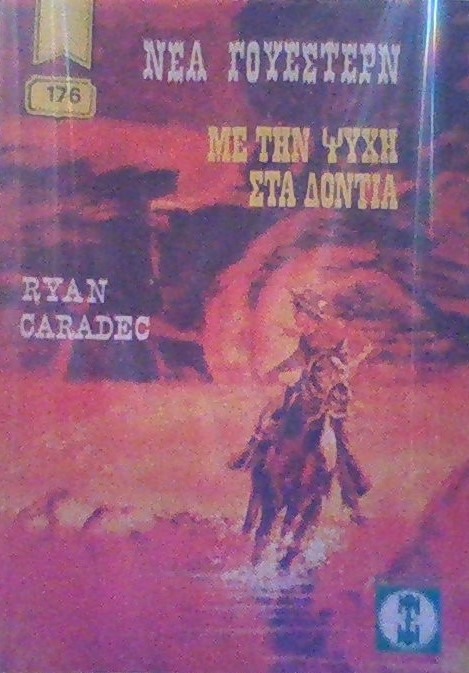 176
ΝΕΑ ΓΟΥΕΣΤΕΡΝ
ΜΕ ΤΗΝ ΨΥΧΗ
ΣΤΑ ΔΟΝΤΙΑ
RYAN
CARADEC